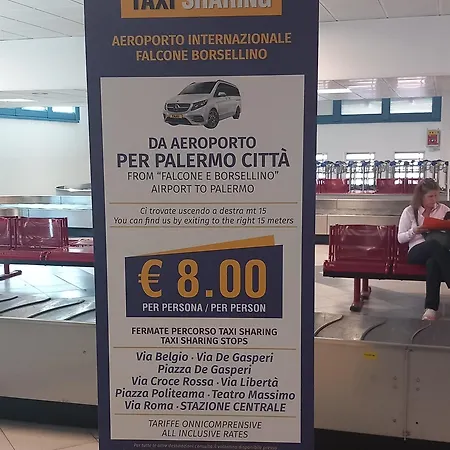 TAXI SHARING
AEROPORTO INTERNAZIONALE
FALCONE BORSELLINO
DA AEROPORTO
PER PALERMO CITTÀ
FROM “FALCONE E BORSELLINO”
AIRPORT TO PALERMO
Ci trovate uscendo a destra mt 15
You can find us by exiting to the right 15 meters
€ 8.00
PER PERSONA / PER PERSON
FERMATE PERCORSO TAXI SHARING
TAXI SHARING STOPS
Via Belgio · Via De Gasperi
Piazza De Gasperi
Via Croce Rossa · Via Libertà
Piazza Politeama · Teatro Massimo
Via Roma · STAZIONE CENTRALE
TARIFFE ONNICOMPRENSIVE
ALL INCLUSIVE RATES